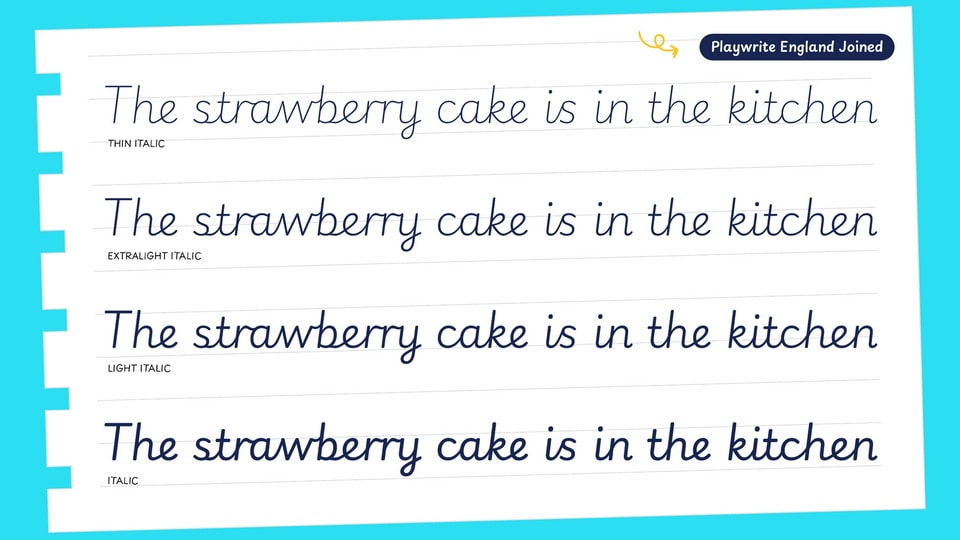 Playwrite England Joined
The strawberry cake is in the kitchen
THIN ITALIC
The strawberry cake is in the kitchen
EXTRALIGHT ITALIC
The strawberry cake is in the kitchen
LIGHT ITALIC
The strawberry cake is in the kitchen
ITALIC